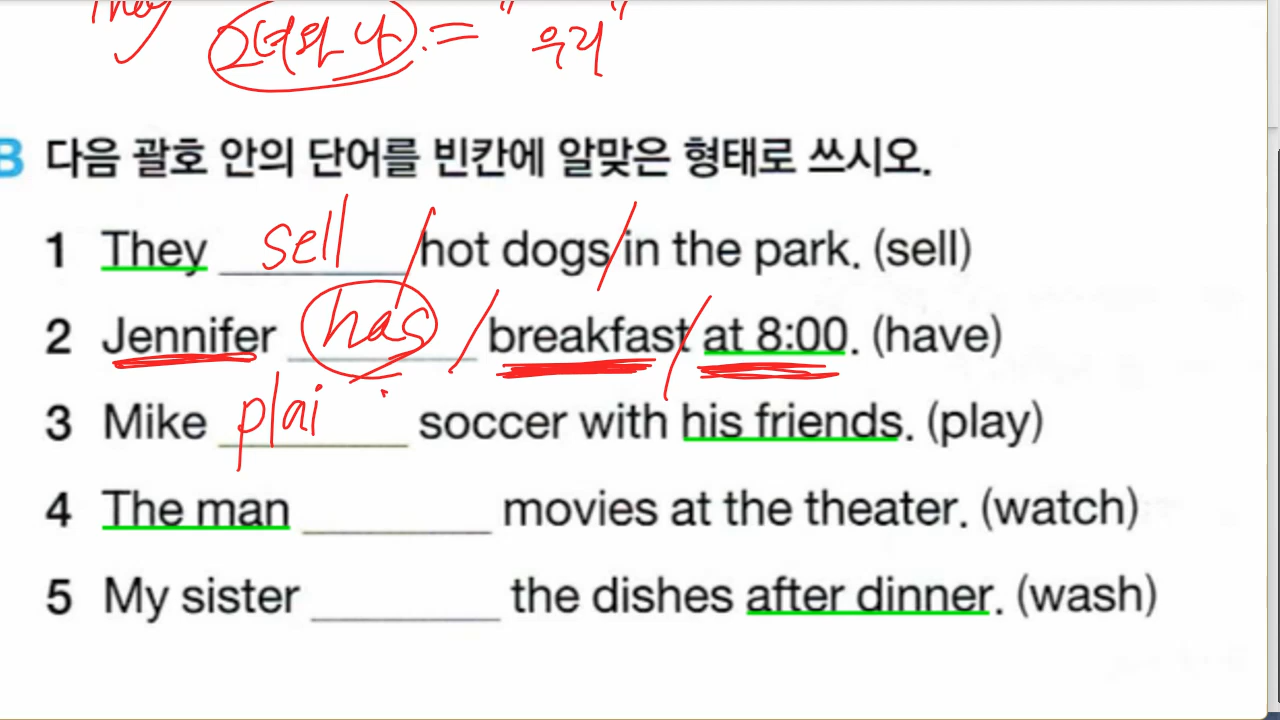 They 그녀와 나. = "우리"
B 다음 괄호 안의 단어를 빈칸에 알맞은 형태로 쓰시오.
1 They sell / hot dogs / in the park. (sell)
2 Jennifer has / breakfast / at 8:00. (have)
3 Mike plai soccer with his friends. (play)
4 The man ________ movies at the theater. (watch)
5 My sister ________ the dishes after dinner. (wash)